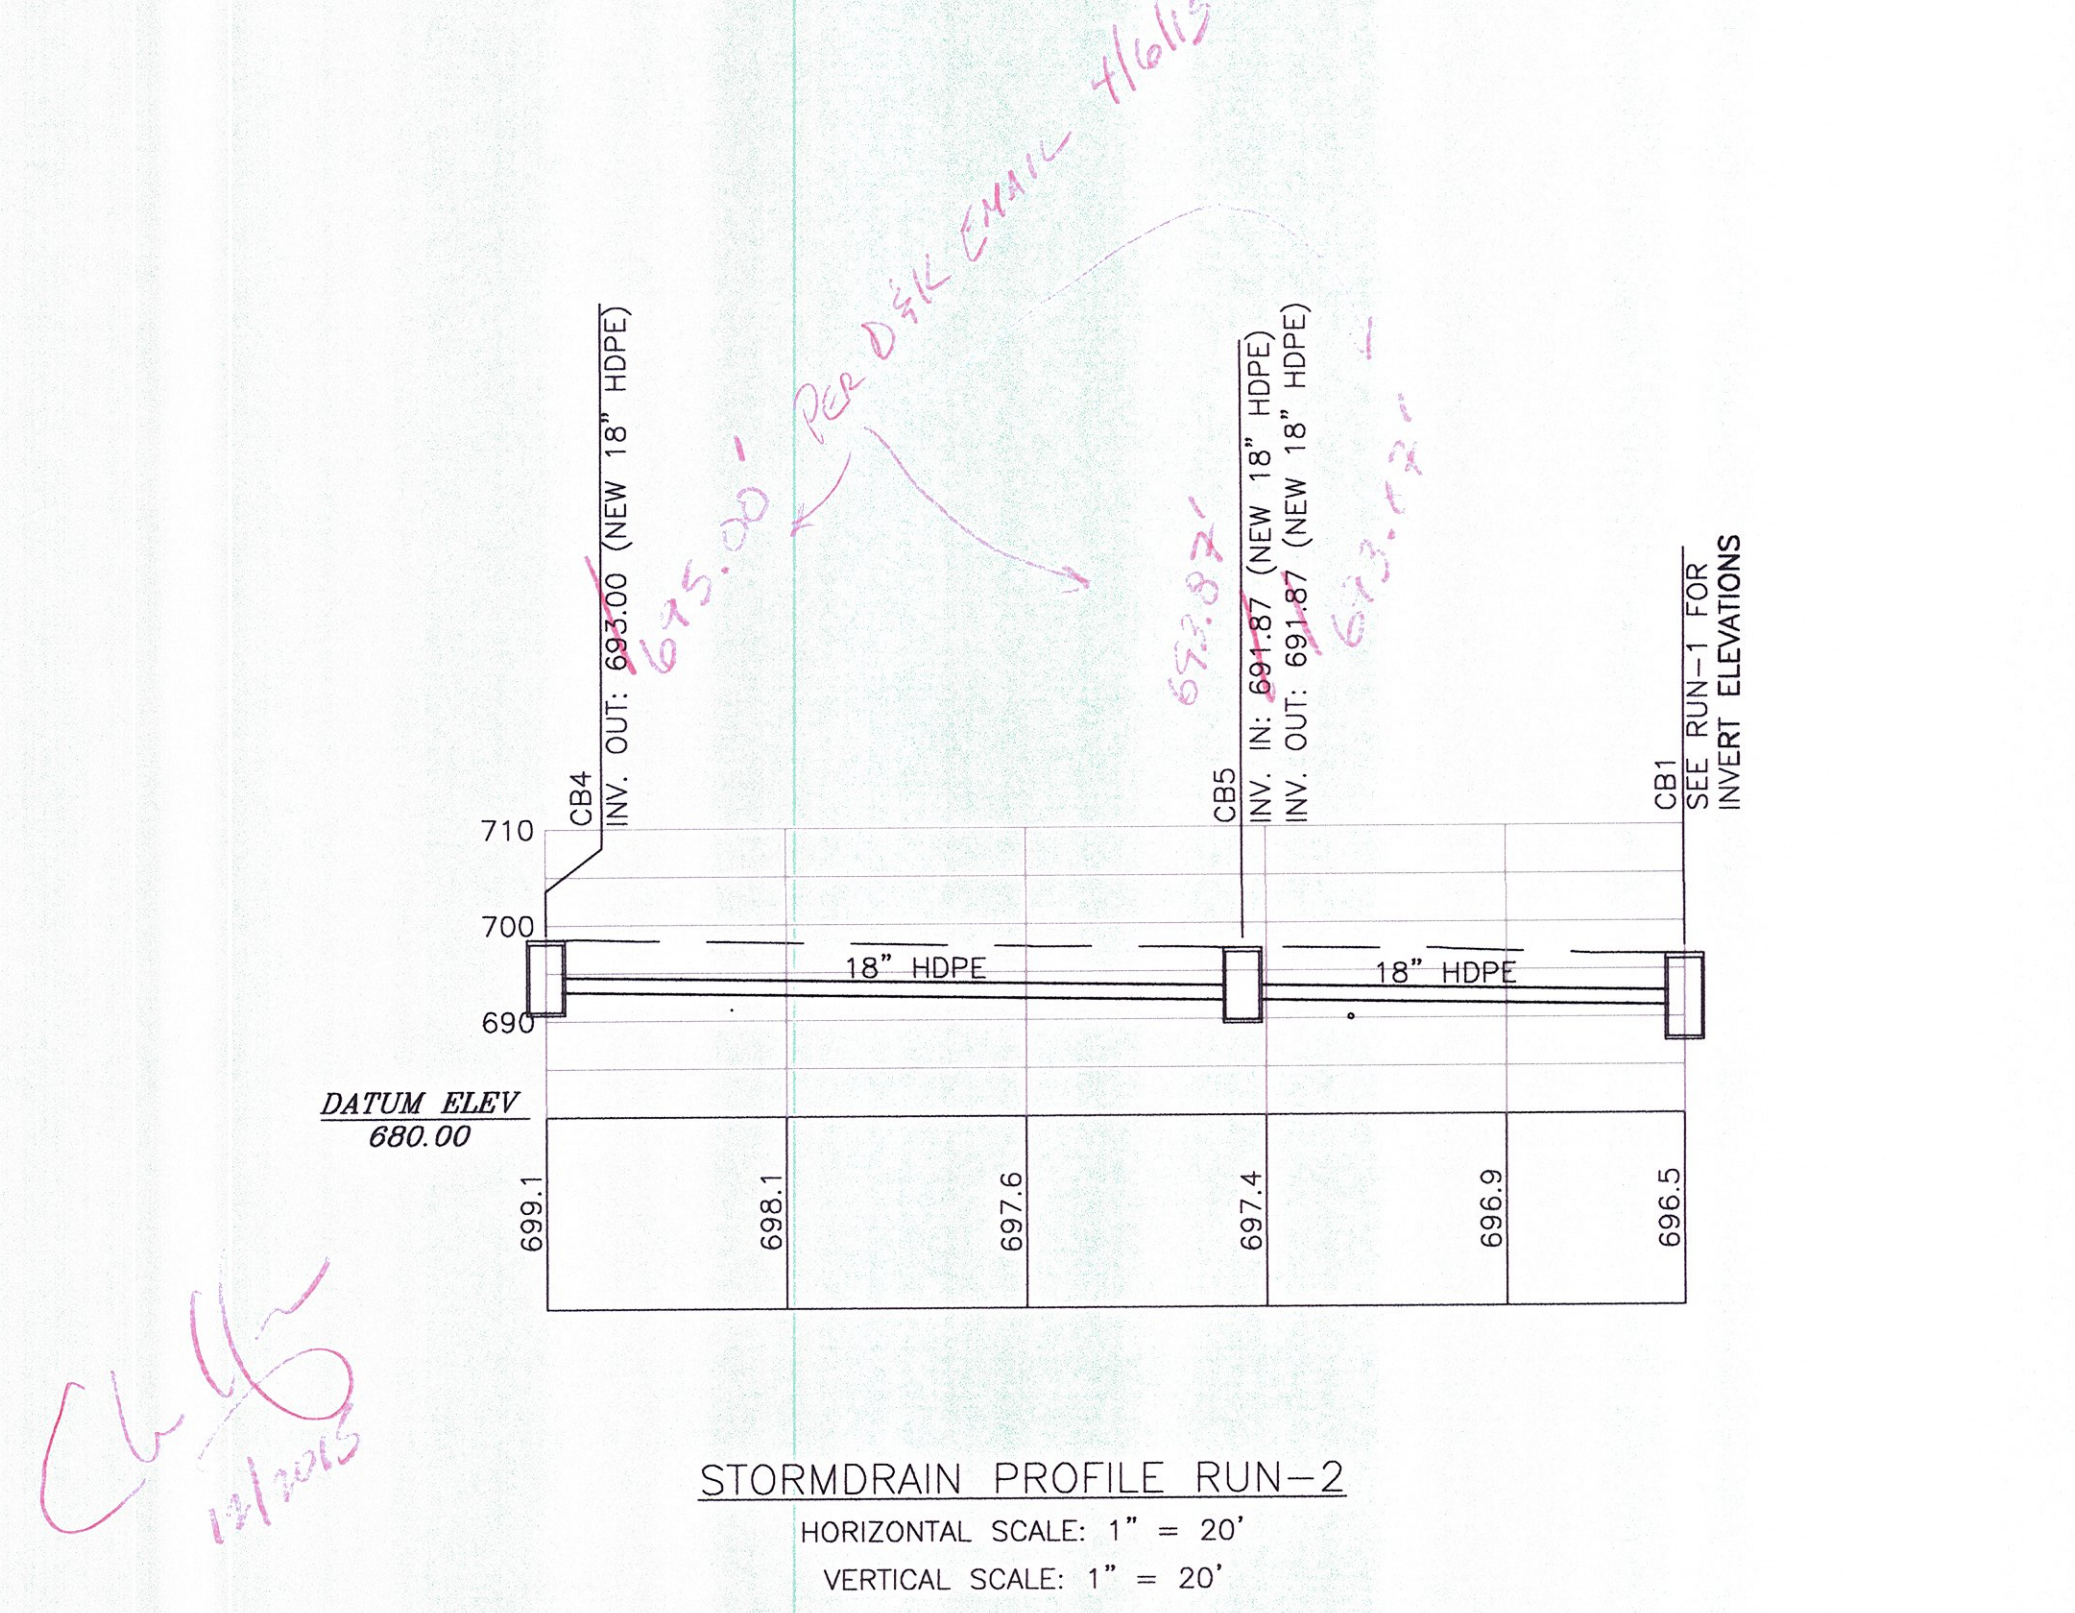 PER D&K EMAIL 4/6/15
CB4
INV. OUT: 693.00 (NEW 18" HDPE)
695.00'
693.87'
CB5
INV. IN: 691.87 (NEW 18" HDPE)
INV. OUT: 691.87 (NEW 18" HDPE)
CB1
SEE RUN-1 FOR
INVERT ELEVATIONS
710
700
690
18" HDPE
18" HDPE
DATUM ELEV
680.00
699.1
698.1
697.6
697.4
696.9
696.5
12/2015
STORMDRAIN PROFILE RUN-2
HORIZONTAL SCALE: 1" = 20'
VERTICAL SCALE: 1" = 20'